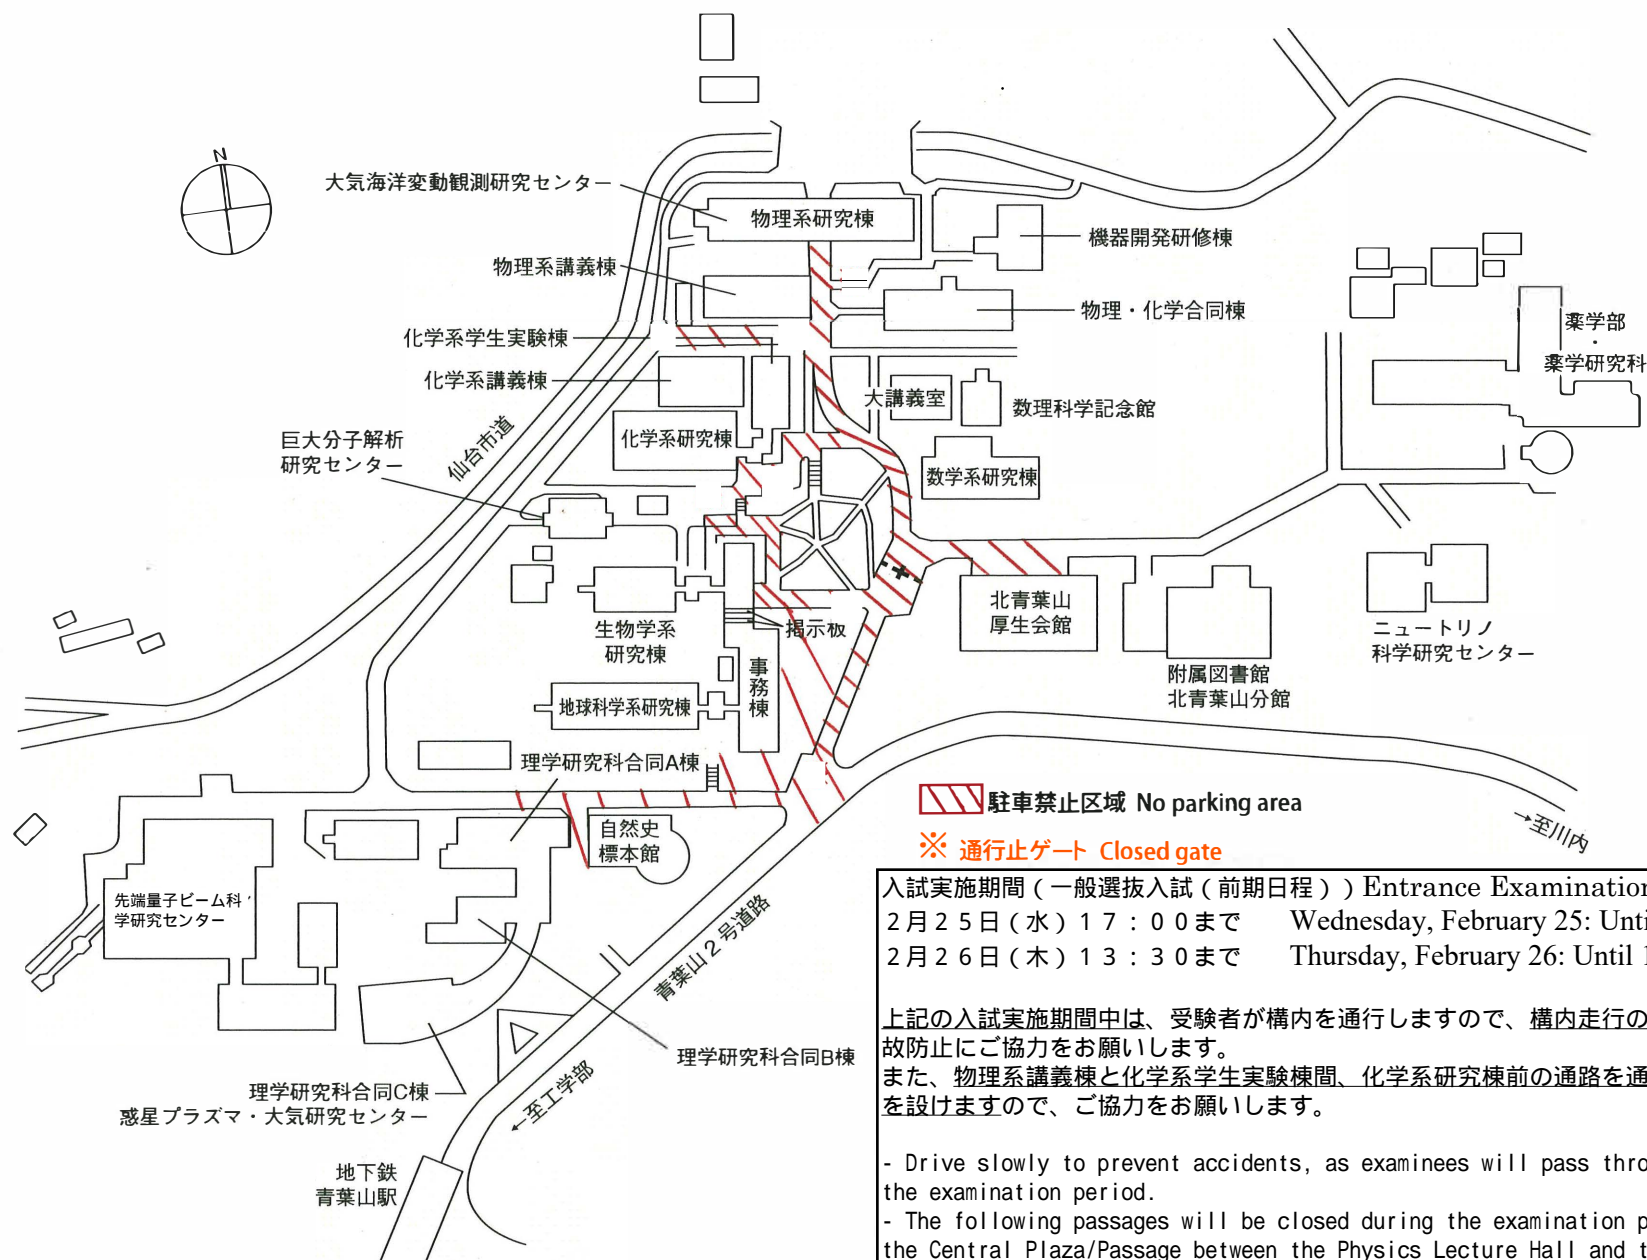 N
大気海洋変動観測研究センター
物理系研究棟
機器開発研修棟
物理系講義棟
物理・化学合同棟
薬学部
・
薬学研究科
化学系学生実験棟
化学系講義棟
大講義室
数理科学記念館
仙台市道
巨大分子解析
研究センター
化学系研究棟
数学系研究棟
北青葉山
厚生会館
生物学系
研究棟
掲示板
ニュートリノ
科学研究センター
事務棟
附属図書館
北青葉山分館
地球科学系研究棟
理学研究科合同A棟
駐車禁止区域 No parking area
→至川内
自然史
標本館
※ 通行止ゲート Closed gate
先端量子ビーム科
学研究センター
青葉山2号道路
入試実施期間(一般選抜入試(前期日程))Entrance Examination
2月25日(水)17:00まで Wednesday, February 25:
2月26日(木)13:30まで Thursday, February 26: Until
上記の入試実施期間中は、受験者が構内を通行しますので、構内走行の
故防止にご協力をお願いします。
また、物理系講義棟と化学系学生実験棟間、化学系研究棟前の通路を通
を設けますので、ご協力をお願いします。
- Drive slowly to prevent accidents, as examinees will pass
the examination period.
- The following passages will be closed during the examination
the Central Plaza/Passage between the Physics Lecture Hall and
理学研究科合同B棟
理学研究科合同C棟
惑星プラズマ・大気研究センター
←至工学部
地下鉄
青葉山駅